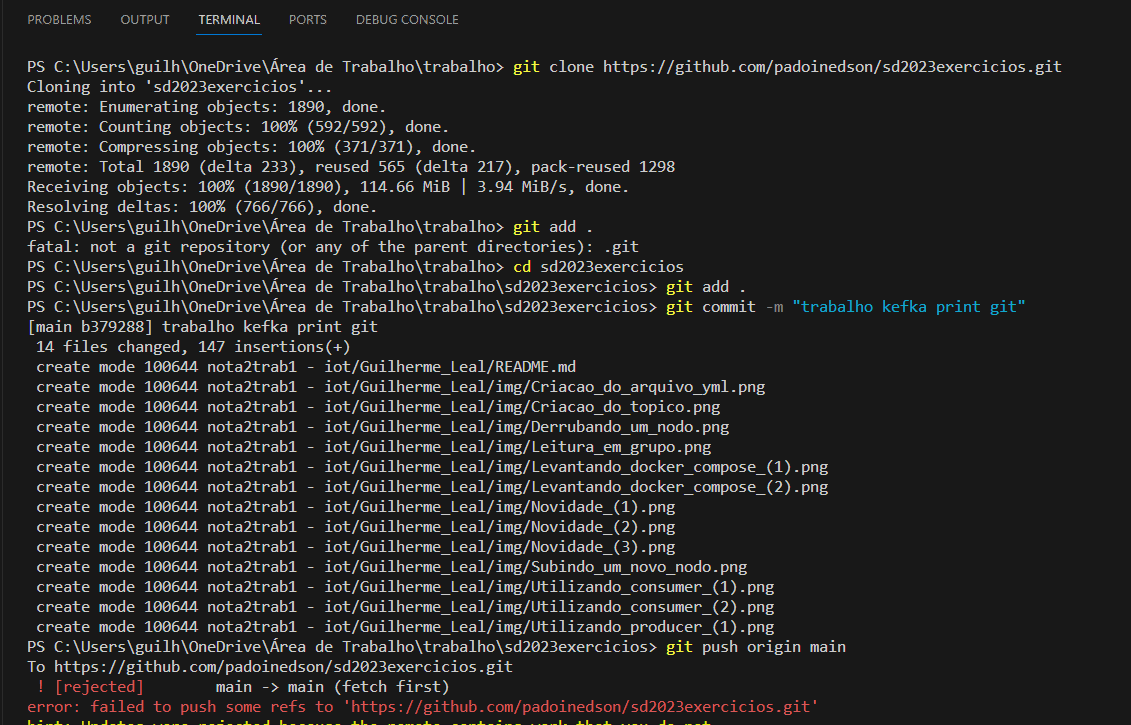 PROBLEMS OUTPUT TERMINAL PORTS DEBUG CONSOLE
PS C:\Users\guilh\OneDrive\Área de Trabalho\trabalho> git clone https://github.com/padoinedson/sd2023exercicios.git
Cloning into 'sd2023exercicios'...
remote: Enumerating objects: 1890, done.
remote: Counting objects: 100% (592/592), done.
remote: Compressing objects: 100% (371/371), done.
remote: Total 1890 (delta 233), reused 565 (delta 217), pack-reused 1298
Receiving objects: 100% (1890/1890), 114.66 MiB | 3.94 MiB/s, done.
Resolving deltas: 100% (766/766), done.
PS C:\Users\guilh\OneDrive\Área de Trabalho\trabalho> git add .
fatal: not a git repository (or any of the parent directories): .git
PS C:\Users\guilh\OneDrive\Área de Trabalho\trabalho> cd sd2023exercicios
PS C:\Users\guilh\OneDrive\Área de Trabalho\trabalho\sd2023exercicios> git add .
PS C:\Users\guilh\OneDrive\Área de Trabalho\trabalho\sd2023exercicios> git commit -m "trabalho kefka print git"
[main b379288] trabalho kefka print git
14 files changed, 147 insertions(+)
create mode 100644 nota2trab1 - iot/Guilherme_Leal/README.md
create mode 100644 nota2trab1 - iot/Guilherme_Leal/img/Criacao_do_arquivo_yml.png
create mode 100644 nota2trab1 - iot/Guilherme_Leal/img/Criacao_do_topico.png
create mode 100644 nota2trab1 - iot/Guilherme_Leal/img/Derrubando_um_nodo.png
create mode 100644 nota2trab1 - iot/Guilherme_Leal/img/Leitura_em_grupo.png
create mode 100644 nota2trab1 - iot/Guilherme_Leal/img/Levantando_docker_compose_(1).png
create mode 100644 nota2trab1 - iot/Guilherme_Leal/img/Levantando_docker_compose_(2).png
create mode 100644 nota2trab1 - iot/Guilherme_Leal/img/Novidade_(1).png
create mode 100644 nota2trab1 - iot/Guilherme_Leal/img/Novidade_(2).png
create mode 100644 nota2trab1 - iot/Guilherme_Leal/img/Novidade_(3).png
create mode 100644 nota2trab1 - iot/Guilherme_Leal/img/Subindo_um_novo_nodo.png
create mode 100644 nota2trab1 - iot/Guilherme_Leal/img/Utilizando_consumer_(1).png
create mode 100644 nota2trab1 - iot/Guilherme_Leal/img/Utilizando_consumer_(2).png
create mode 100644 nota2trab1 - iot/Guilherme_Leal/img/Utilizando_producer_(1).png
PS C:\Users\guilh\OneDrive\Área de Trabalho\trabalho\sd2023exercicios> git push origin main
To https://github.com/padoinedson/sd2023exercicios.git
! [rejected] main -> main (fetch first)
error: failed to push some refs to 'https://github.com/padoinedson/sd2023exercicios.git'
hint: Updates were rejected because the remote contains work that you do not